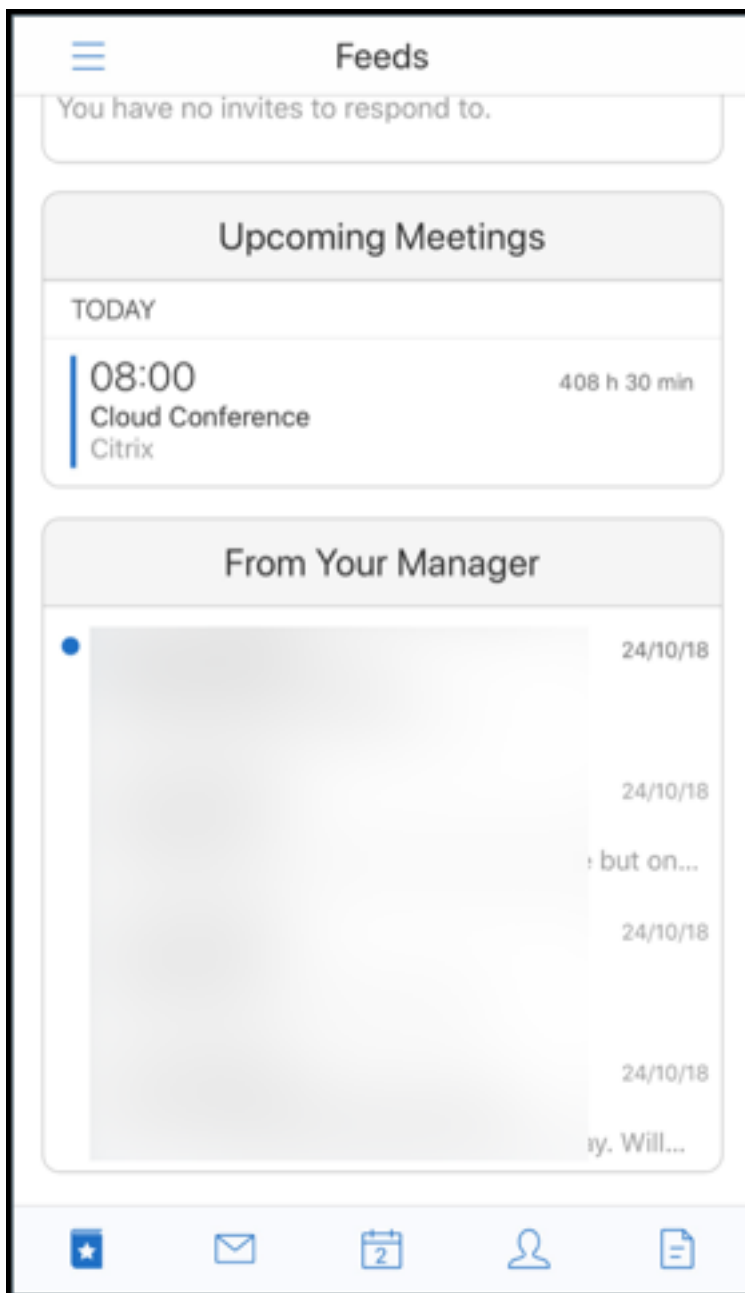 Feeds
You have no invites to respond to.
Upcoming Meetings
TODAY
08:00
408 h 30 min
Cloud Conference
Citrix
From Your Manager
24/10/18
24/10/18
but on...
24/10/18
24/10/18
Will...
2